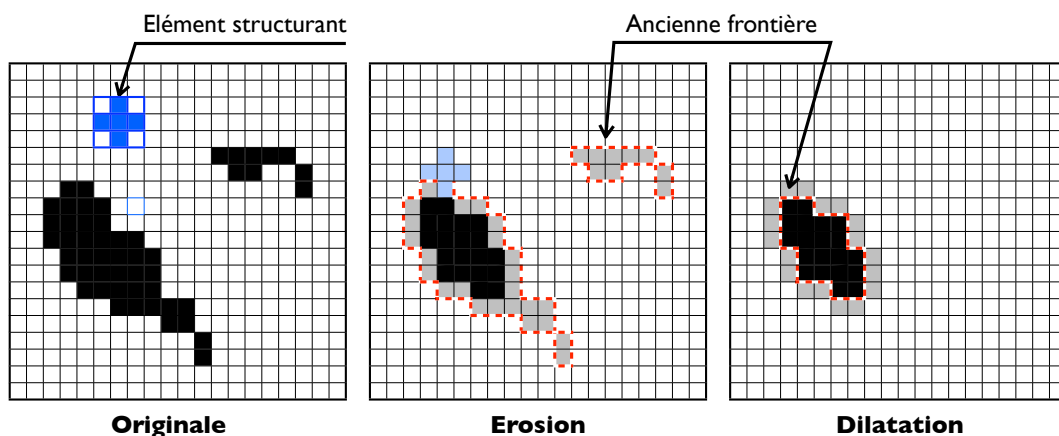 Elément structurant
Ancienne frontière
Originale
Erosion
Dilatation